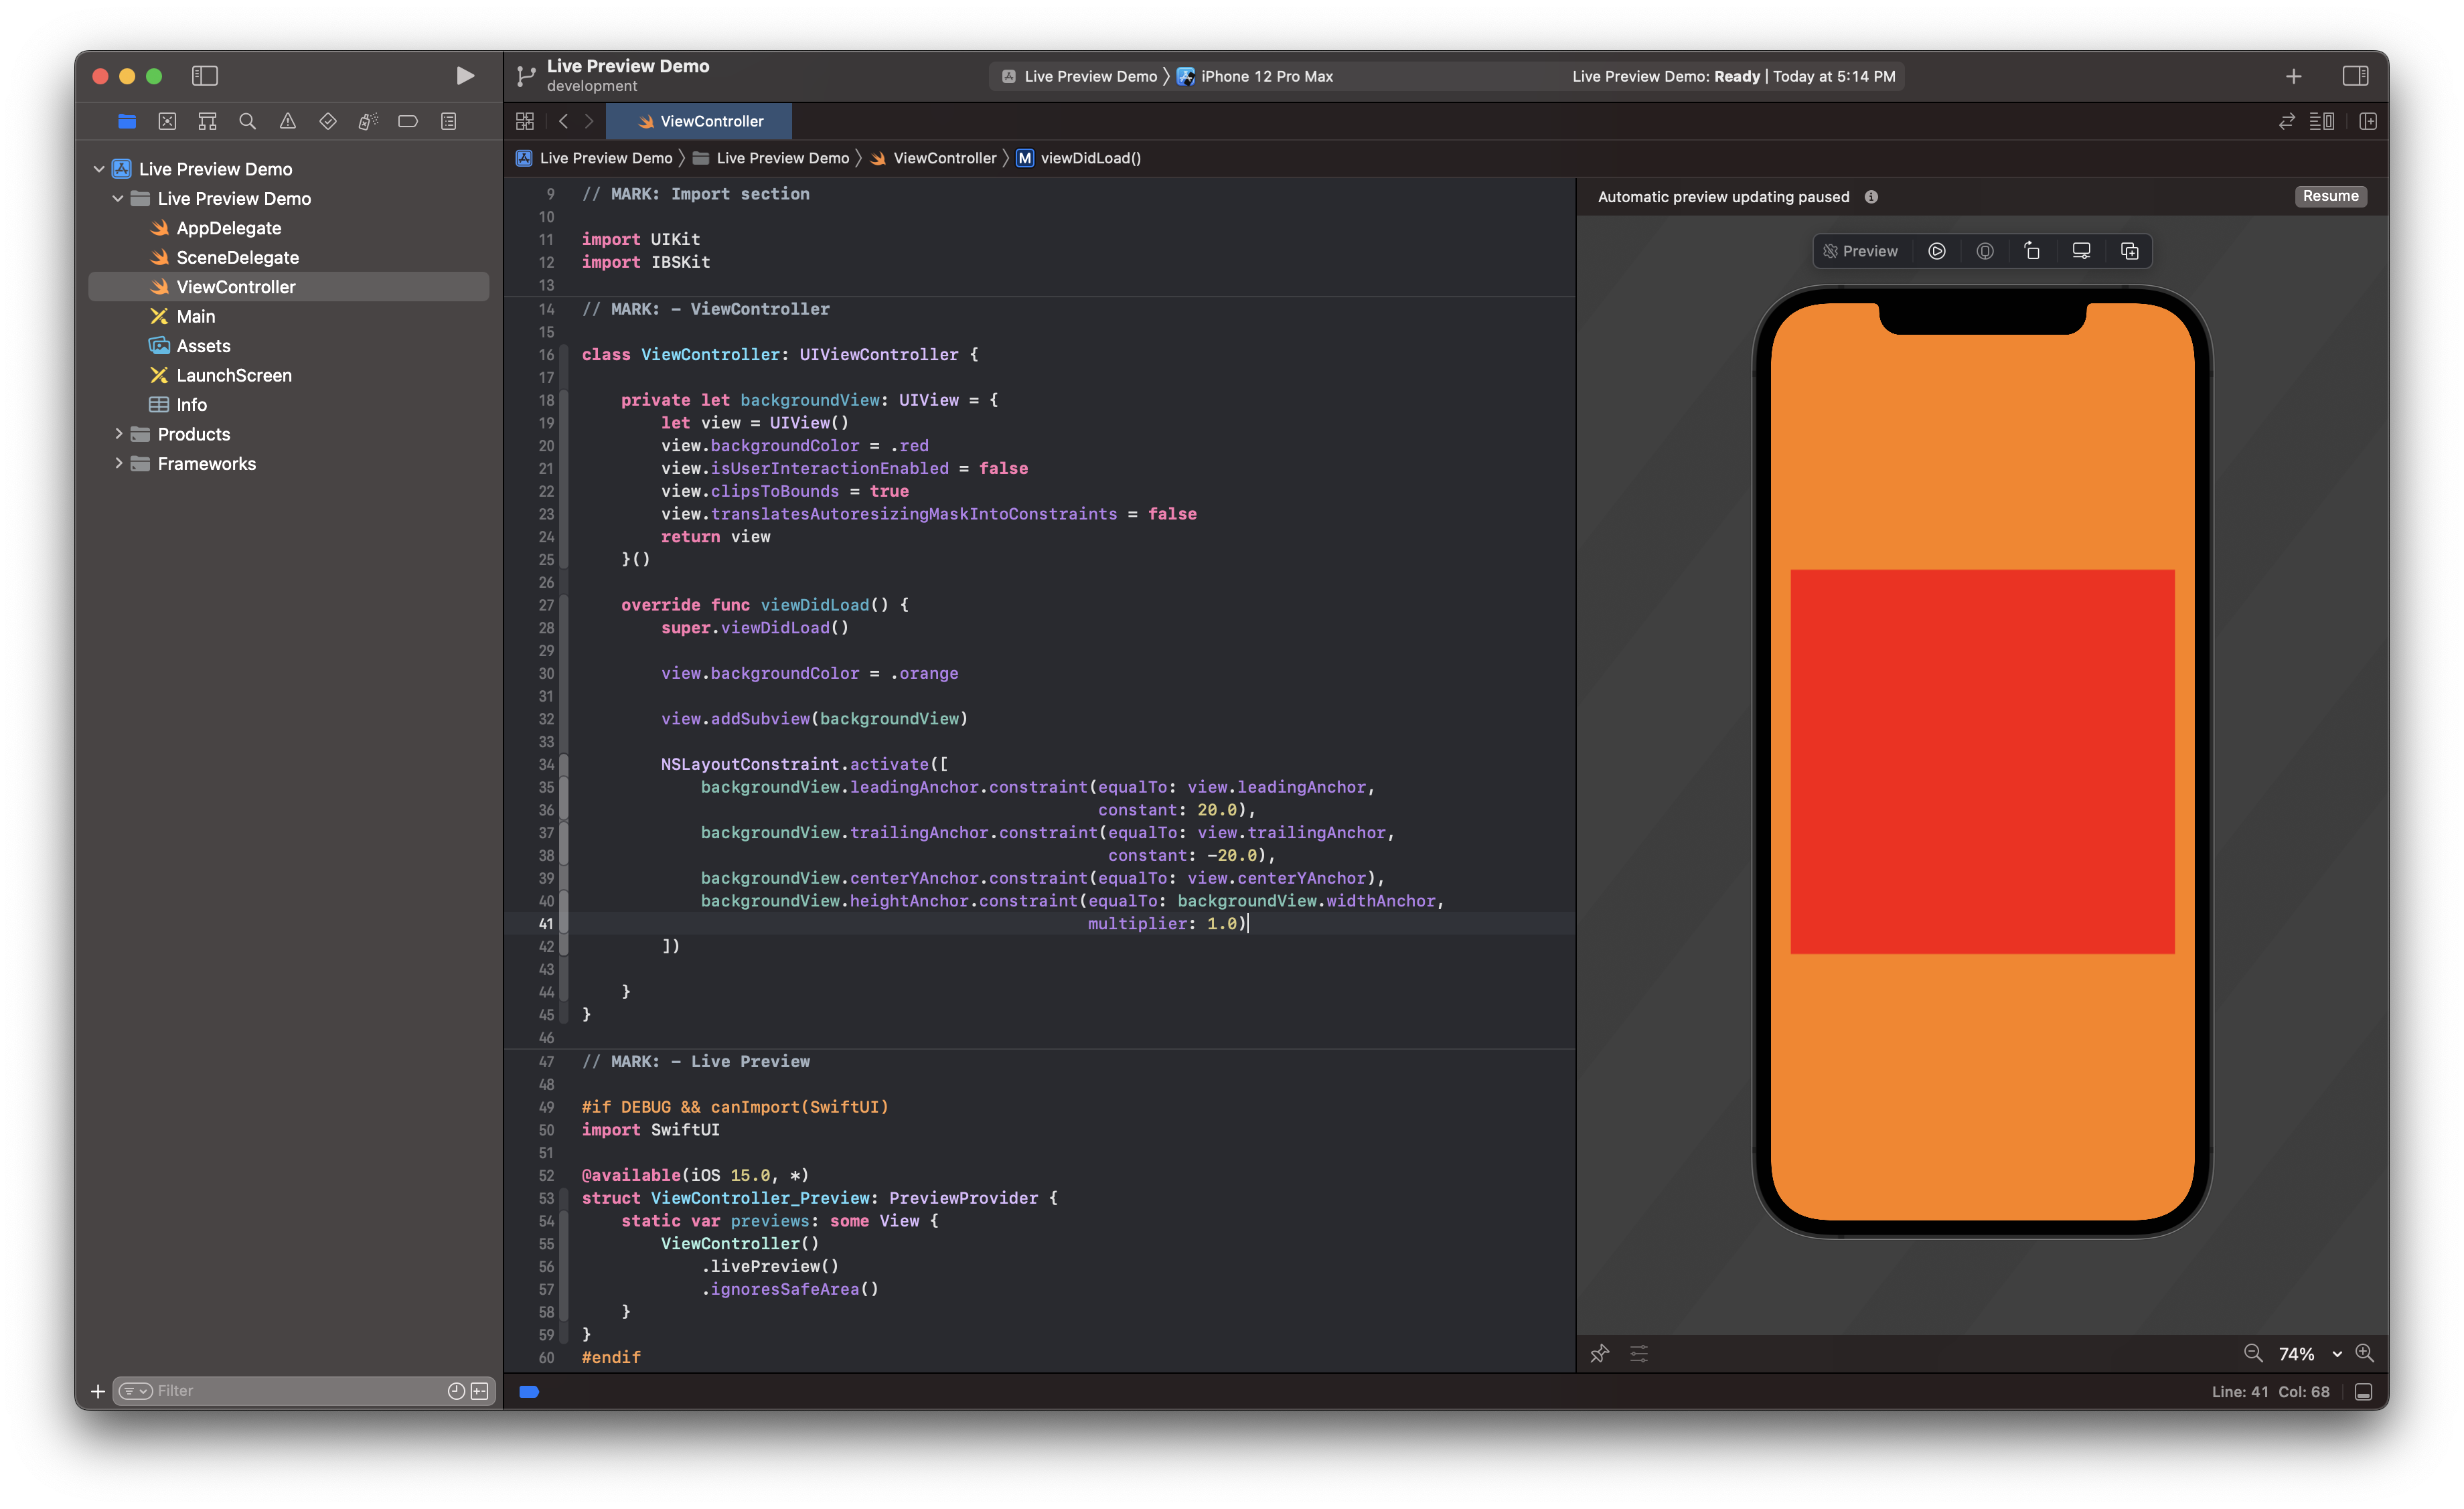 Live Preview Demo
development
Live Preview Demo 〉 iPhone 12 Pro Max
Live Preview Demo: Ready | Today at 5:14 PM
ViewController
Live Preview Demo 〉 Live Preview Demo 〉 ViewController 〉 M viewDidLoad()
Live Preview Demo
Live Preview Demo
AppDelegate
SceneDelegate
ViewController
Main
Assets
LaunchScreen
Info
Products
Frameworks
Filter
9 // MARK: Import section
10
11 import UIKit
12 import IBSKit
13
14 // MARK: - ViewController
15
16 class ViewController: UIViewController {
17
18 private let backgroundView: UIView = {
19 let view = UIView()
20 view.backgroundColor = .red
21 view.isUserInteractionEnabled = false
22 view.clipsToBounds = true
23 view.translatesAutoresizingMaskIntoConstraints = false
24 return view
25 }()
26
27 override func viewDidLoad() {
28 super.viewDidLoad()
29
30 view.backgroundColor = .orange
31
32 view.addSubview(backgroundView)
33
34 NSLayoutConstraint.activate([
35 backgroundView.leadingAnchor.constraint(equalTo: view.leadingAnchor,
36 constant: 20.0),
37 backgroundView.trailingAnchor.constraint(equalTo: view.trailingAnchor,
38 constant: -20.0),
39 backgroundView.centerYAnchor.constraint(equalTo: view.centerYAnchor),
40 backgroundView.heightAnchor.constraint(equalTo: backgroundView.widthAnchor,
41 multiplier: 1.0)
42 ])
43
44 }
45 }
46
47 // MARK: - Live Preview
48
49 #if DEBUG && canImport(SwiftUI)
50 import SwiftUI
51
52 @available(iOS 15.0, *)
53 struct ViewController_Preview: PreviewProvider {
54 static var previews: some View {
55 ViewController()
56 .livePreview()
57 .ignoresSafeArea()
58 }
59 }
60 #endif
Automatic preview updating paused
Resume
Preview
74%
Line: 41 Col: 68